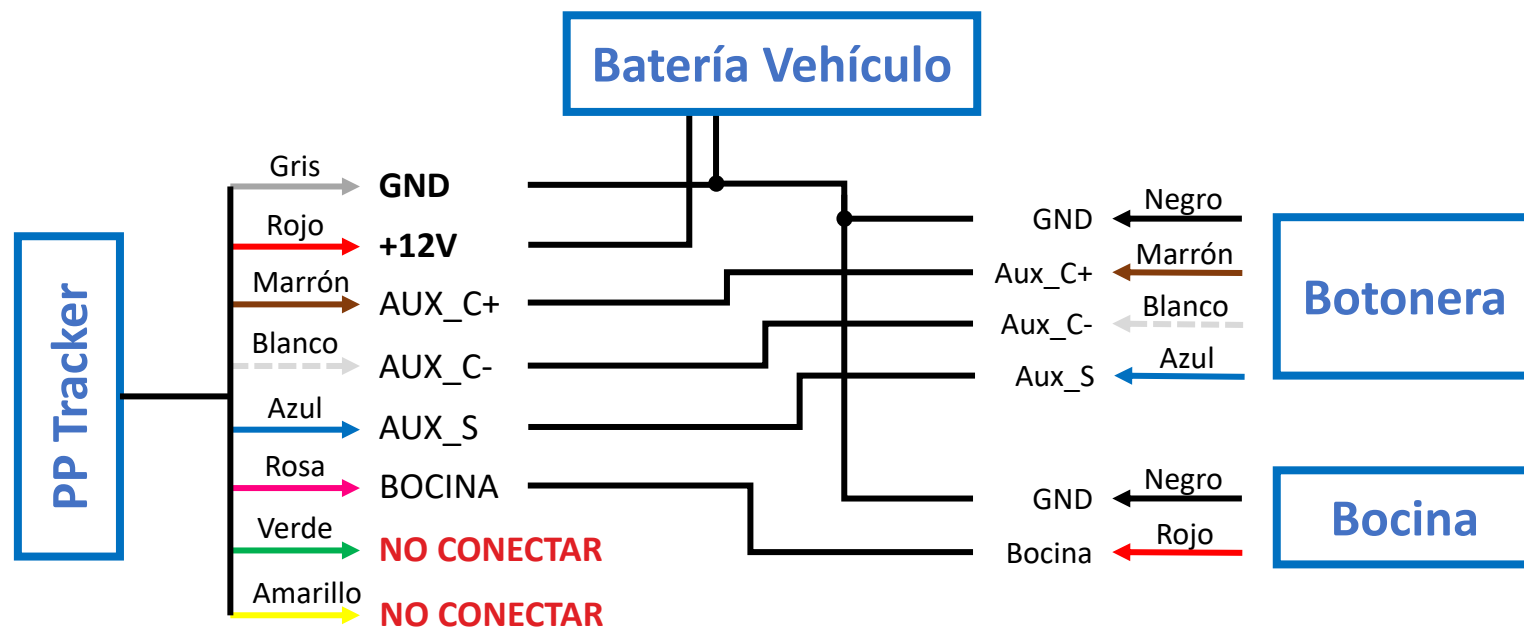 Batería Vehículo
PP Tracker
Gris
GND
Rojo
+12V
Marrón
AUX_C+
Blanco
AUX_C-
Azul
AUX_S
Rosa
BOCINA
Verde
NO CONECTAR
Amarillo
NO CONECTAR
GND
Negro
Aux_C+
Marrón
Aux_C-
Blanco
Aux_S
Azul
Botonera
GND
Negro
Bocina
Rojo
Bocina